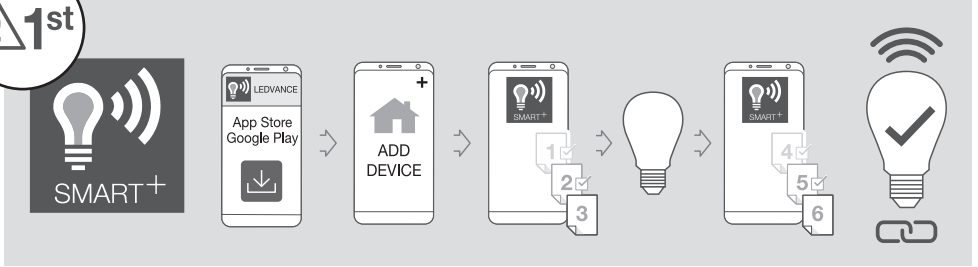 1st
SMART+
LEDVANCE
App Store
Google Play
+
ADD
DEVICE
SMART+
1
2
3
SMART+
4
5
6